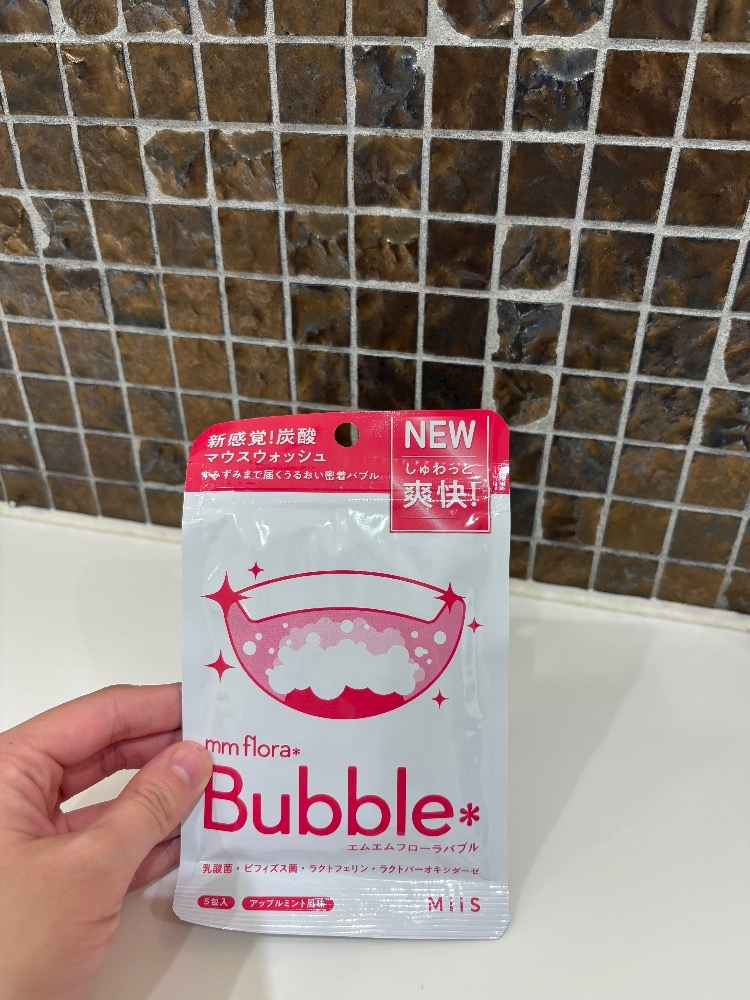 新感覚!炭酸
マウスウォッシュ
すみずみまで届くうるおい密着バブル
NEW
しゅわっと
爽快!
mm flora*
Bubble*
エムエムフローラバブル
乳酸菌・ビフィズス菌・ラクトフェリン・ラクトパーオキシダーゼ
5包入
アップルミント風味
MiiS